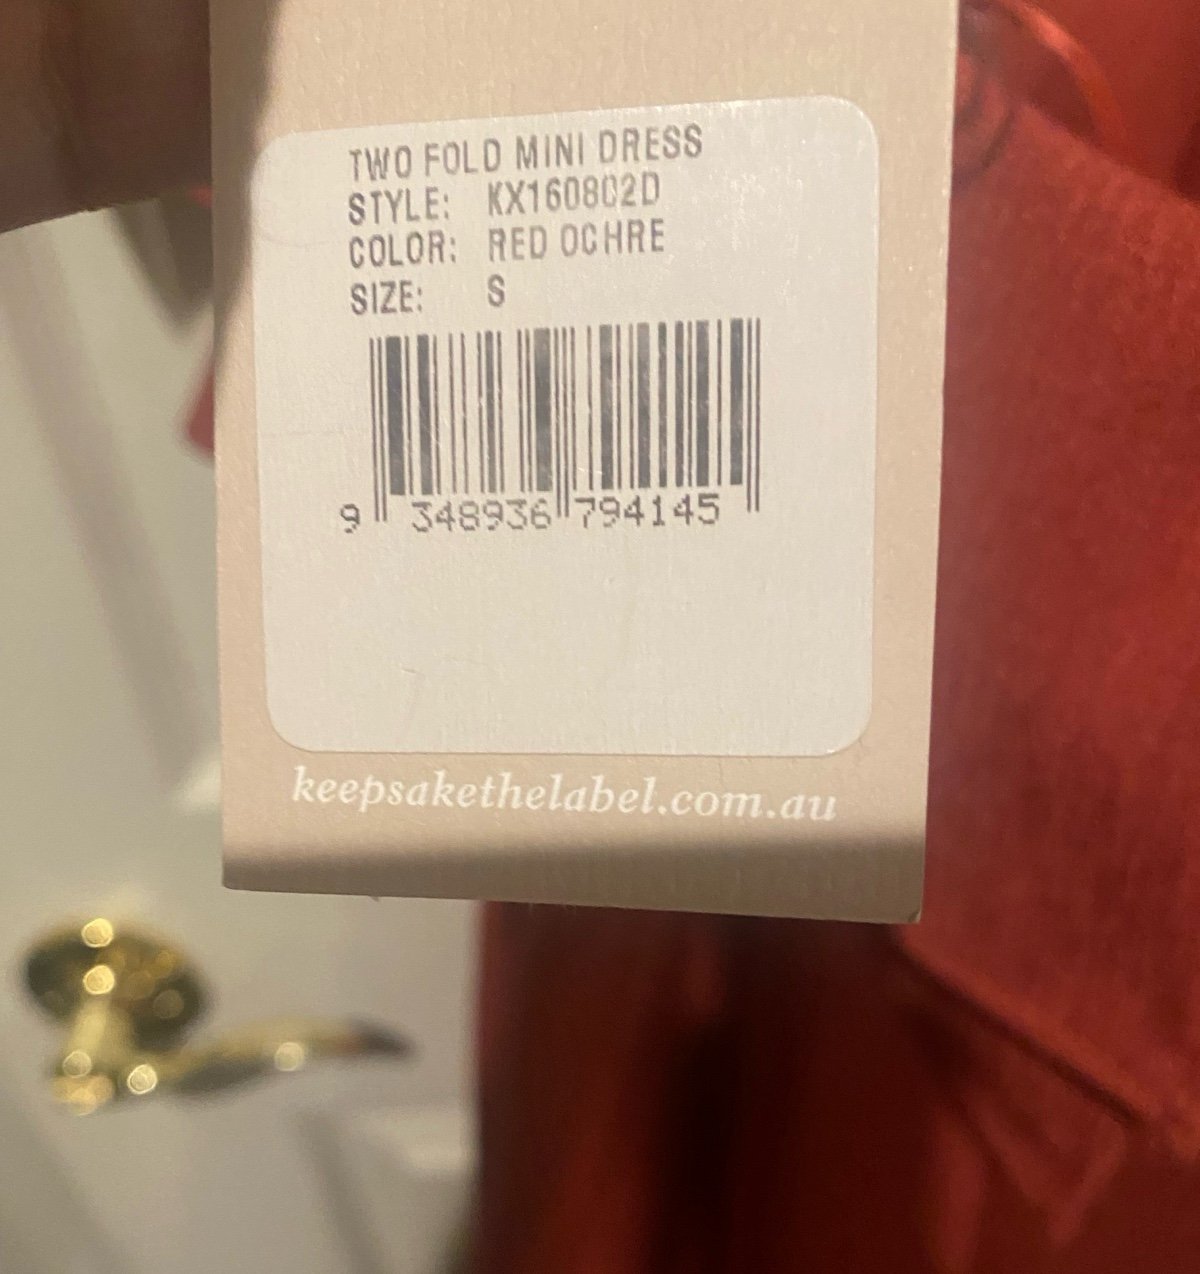 TWO FOLD MINI DRESS
STYLE: KX160802D
COLOR: RED OCHRE
SIZE: S
9 348936 794145
keepsakethelabel.com.au